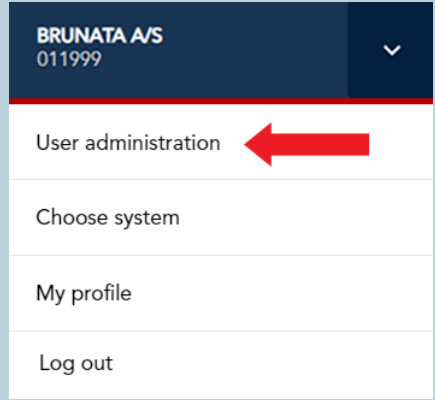 BRUNATA A/S
011999
User administration
Choose system
My profile
Log out